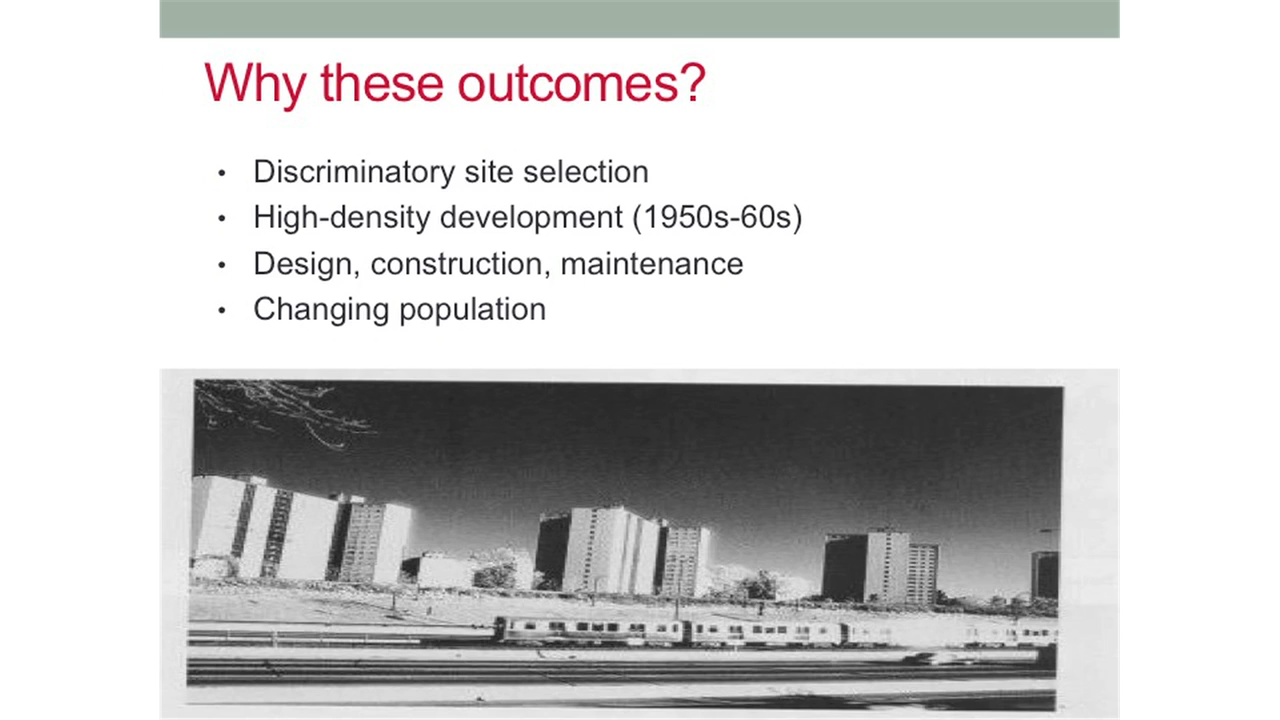 Why these outcomes?
• Discriminatory site selection
• High-density development (1950s-60s)
• Design, construction, maintenance
• Changing population